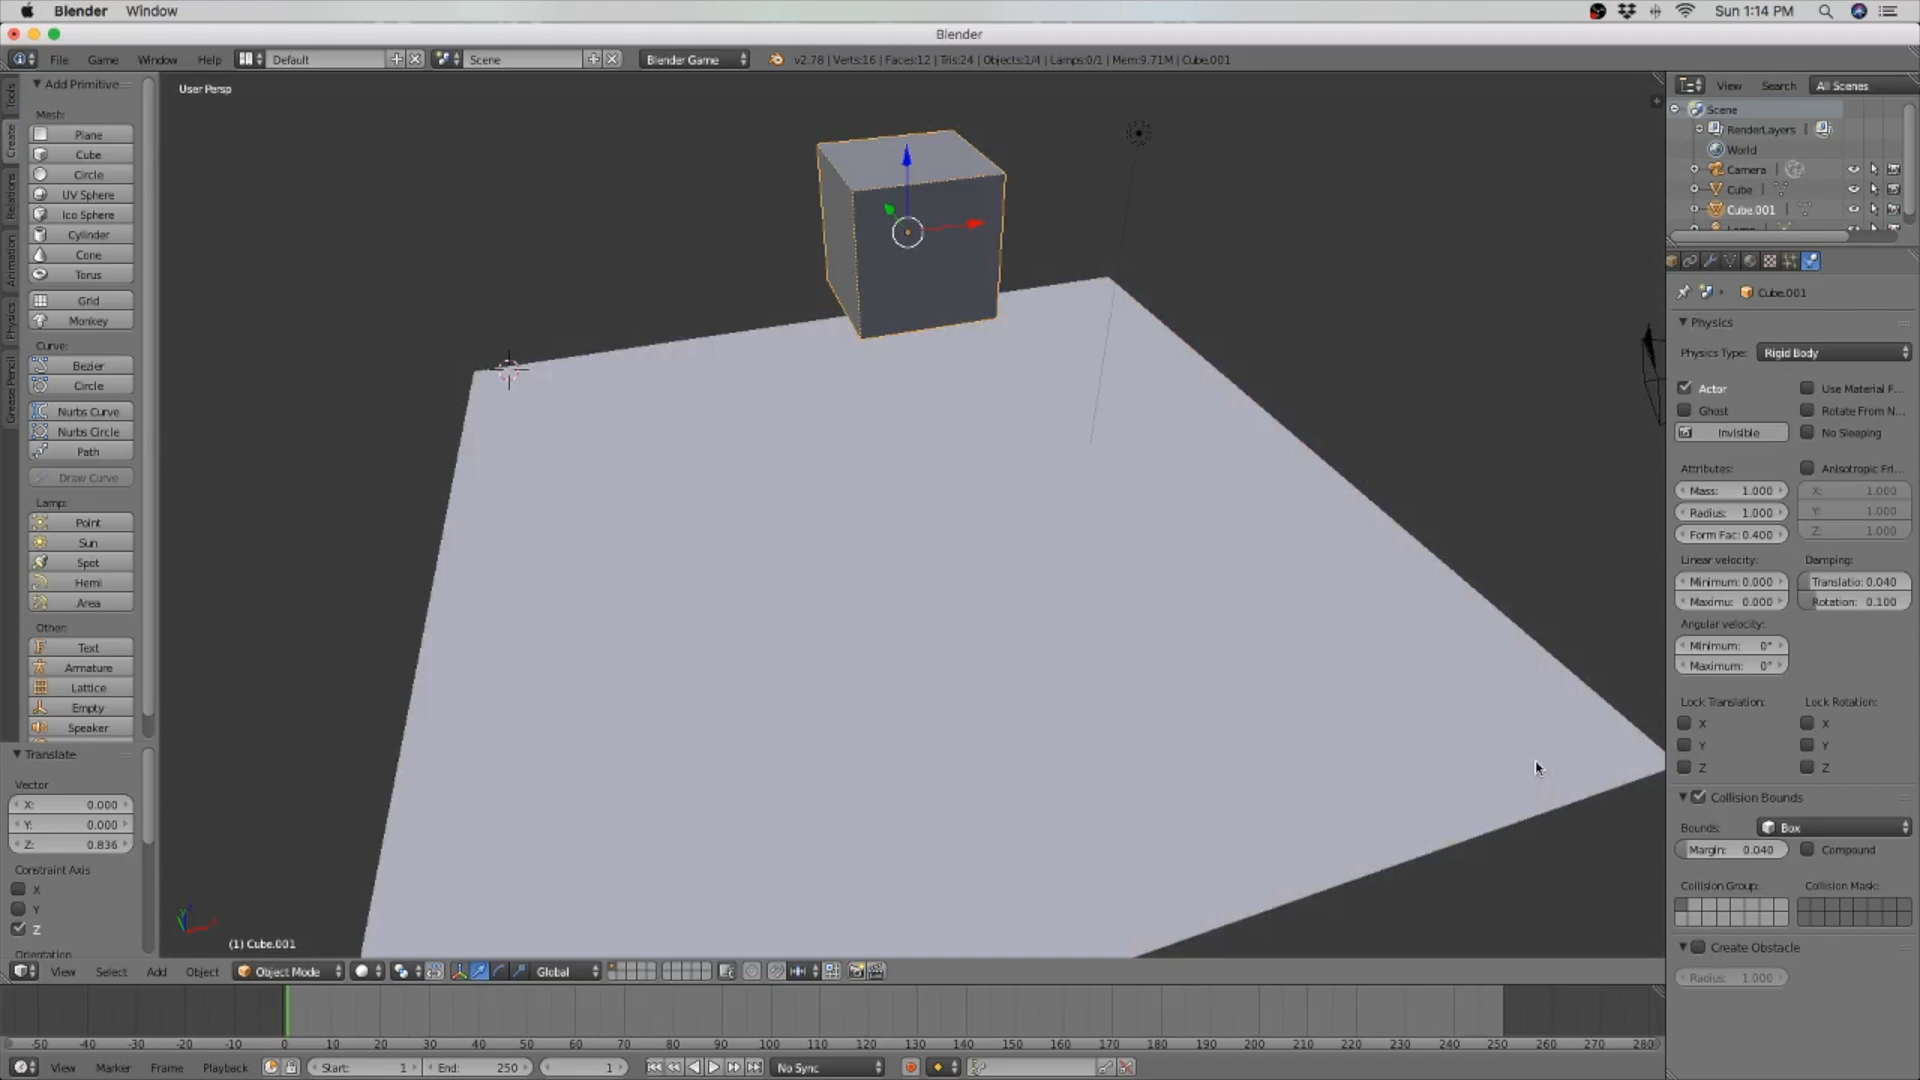 Blender Window Sun 1:14 PM
Blender
File Game Window Help Default Scene Blender Game v2.78 | Verts:16 | Faces:12 | Tris:24 | Objects:1/4 | Lamps:0/1 | Mem:9.71M | Cube.001
Tools
Create
Relations
Animation
Physics
Grease Pencil
Add Primitive
Mesh:
Plane
Cube
Circle
UV Sphere
Ico Sphere
Cylinder
Cone
Torus
Grid
Monkey
Curve:
Bezier
Circle
Nurbs Curve
Nurbs Circle
Path
Draw Curve
Lamp:
Point
Sun
Spot
Hemi
Area
Other:
Text
Armature
Lattice
Empty
Speaker
Translate
Vector
X: 0.000
Y: 0.000
Z: 0.836
Constraint Axis
X
Y
Z
Orientation
User Persp
(1) Cube.001
View Search All Scenes
Scene
RenderLayers |
World
Camera |
Cube |
Cube.001 |
Cube.001
Physics
Physics Type: Rigid Body
Actor Use Material F...
Ghost Rotate From N...
Invisible No Sleeping
Attributes: Anisotropic Fri...
Mass: 1.000 X: 1.000
Radius: 1.000 Y: 1.000
Form Fac: 0.400 Z: 1.000
Linear velocity: Damping:
Minimum: 0.000 Translatio: 0.040
Maximu: 0.000 Rotation: 0.100
Angular velocity:
Minimum: 0°
Maximum: 0°
Lock Translation: Lock Rotation:
X X
Y Y
Z Z
Collision Bounds
Bounds: Box
Margin: 0.040 Compound
Collision Group: Collision Mask:
Create Obstacle
Radius: 1.000
View Select Add Object Object Mode Global
-50 -40 -30 -20 -10 0 10 20 30 40 50 60 70 80 90 100 110 120 130 140 150 160 170 180 190 200 210 220 230 240 250 260 270 280
View Marker Frame Playback Start: 1 End: 250 1 No Sync